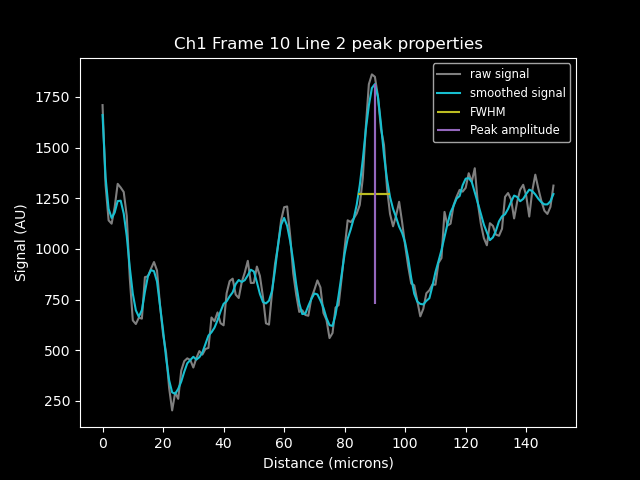 Ch1 Frame 10 Line 2 peak properties
raw signal
smoothed signal
FWHM
Peak amplitude
Signal (AU)
1750
1500
1250
1000
750
500
250
0 20 40 60 80 100 120 140
Distance (microns)